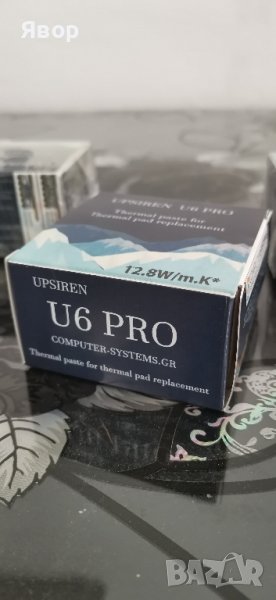 Явор
UPSIREN U6 PRO
Thermal paste for
Thermal pad replacement
12.8W/m.K*
UPSIREN
U6 PRO
COMPUTER-SYSTEMS.GR
Thermal paste for thermal pad replacement
BAZAR